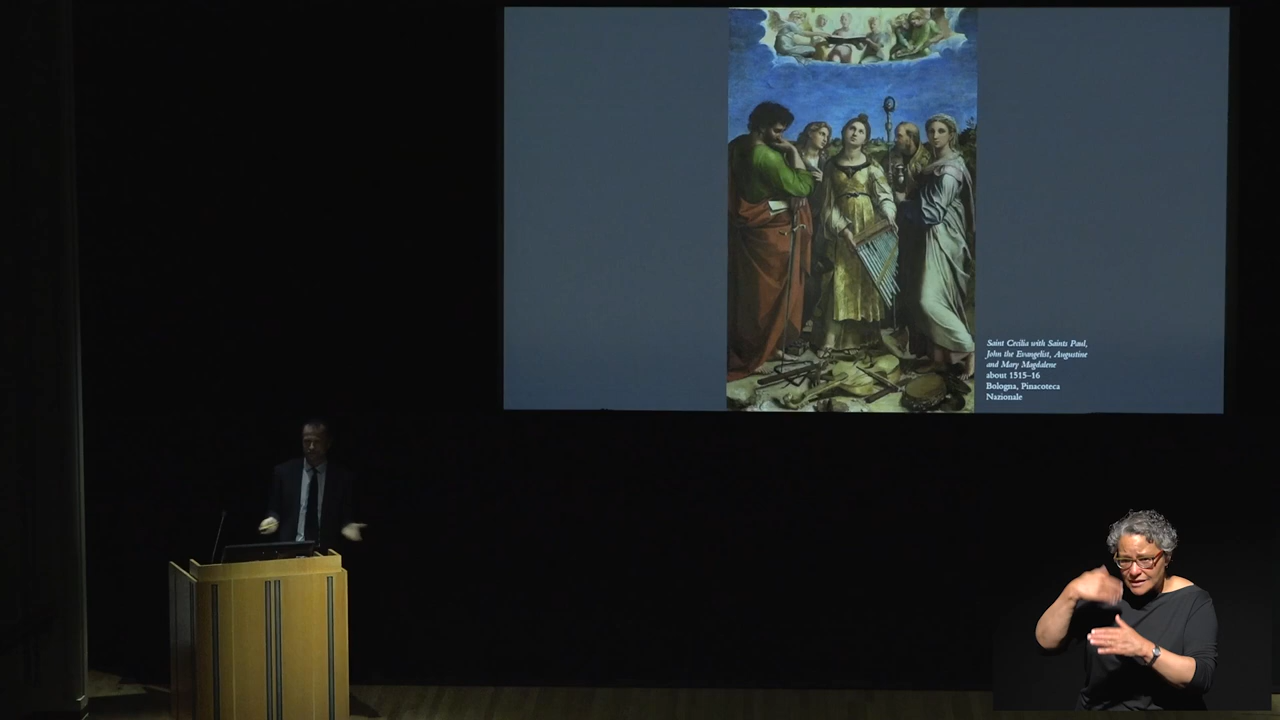 Saint Cecilia with Saints Paul,
John the Evangelist, Augustine
and Mary Magdalene
about 1515–16
Bologna, Pinacoteca
Nazionale